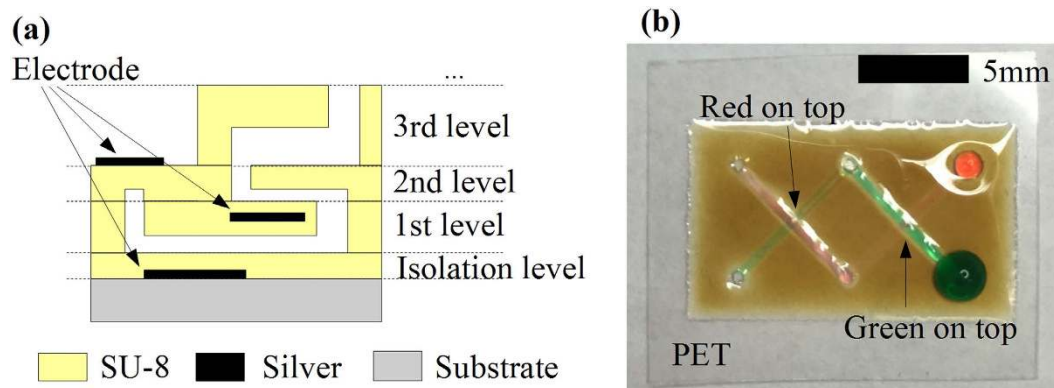 (a)
Electrode
...
3rd level
2nd level
1st level
Isolation level
SU-8
Silver
Substrate
(b)
5mm
Red on top
Green on top
PET